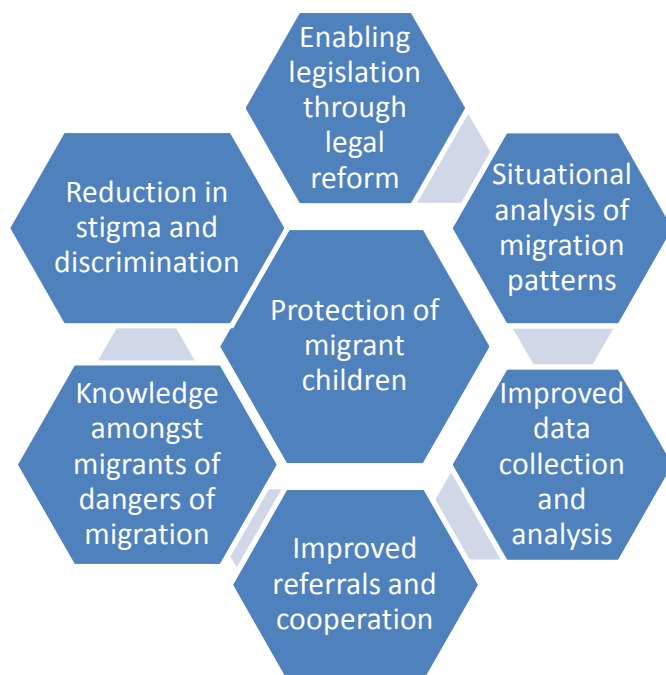 Enabling
legislation
through
legal
reform
Situational
analysis of
migration
patterns
Improved
data
collection
and
analysis
Improved
referrals and
cooperation
Knowledge
amongst
migrants of
dangers of
migration
Reduction in
stigma and
discrimination
Protection of
migrant
children